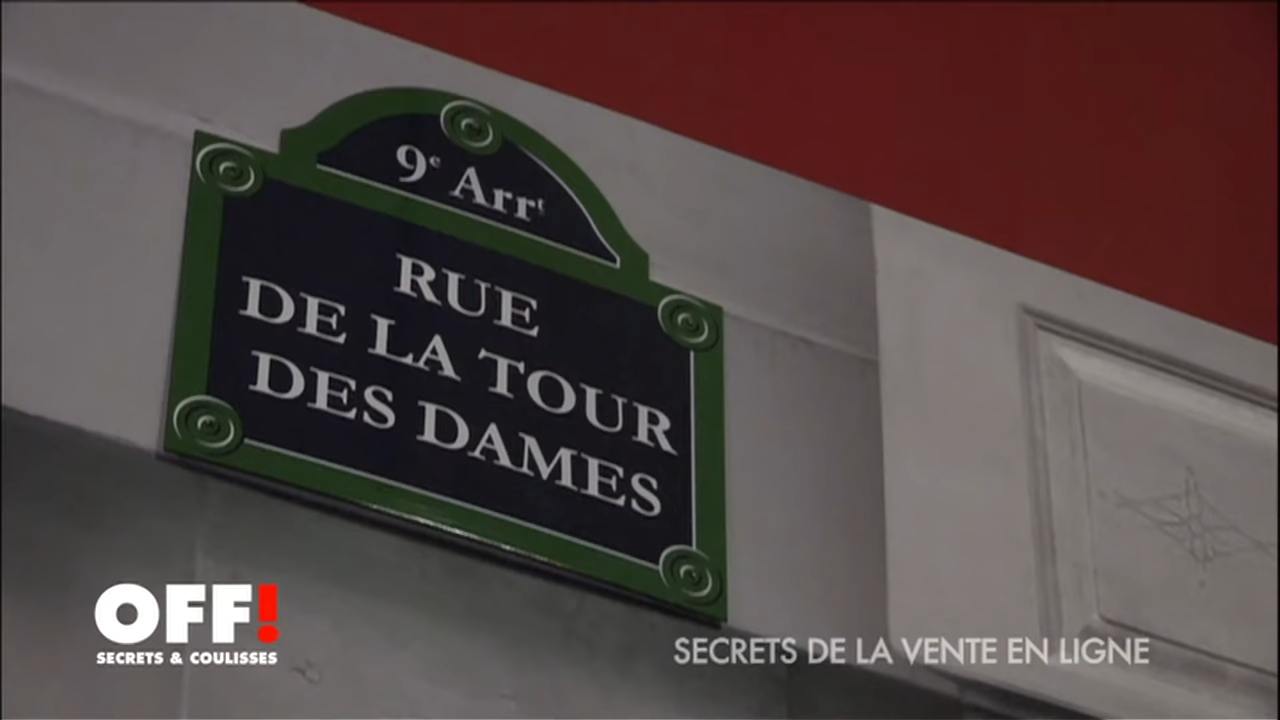 9e Arrt
RUE
DE LA TOUR
DES DAMES
OFF!
SECRETS & COULISSES
SECRETS DE LA VENTE EN LIGNE